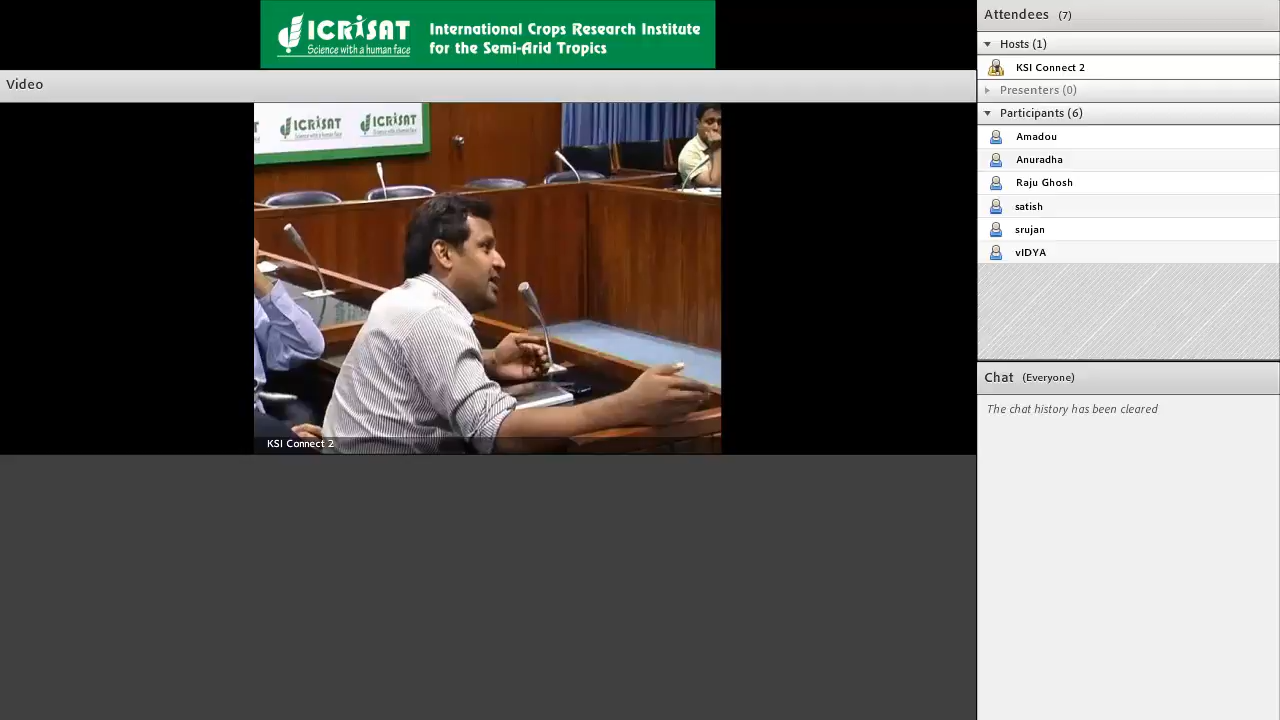 ICRISAT
Science with a human face
International Crops Research Institute
for the Semi-Arid Tropics
Video
ICRISAT
Science with a human face
ICRISAT
Science with a human face
KSI Connect 2
Attendees (7)
Hosts (1)
KSI Connect 2
Presenters (0)
Participants (6)
Amadou
Anuradha
Raju Ghosh
satish
srujan
vIDYA
Chat (Everyone)
The chat history has been cleared